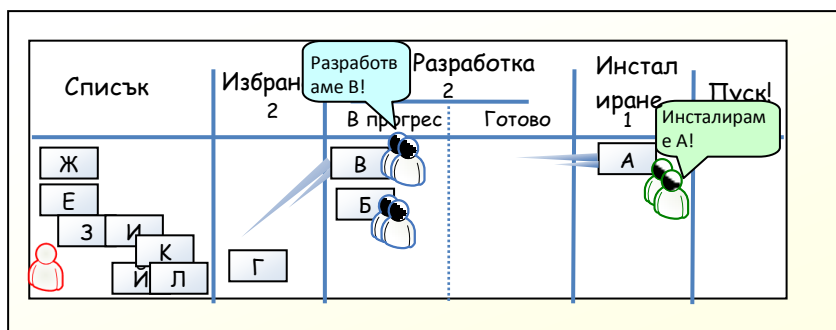 Списък
Избран
2
Разработв
аме В!
Разработка
2
В прогрес
Готово
Инстал
иране
1
Пуск!
Инсталирам
е А!
Ж
Е
З
И
К
Й
Л
Г
В
Б
А